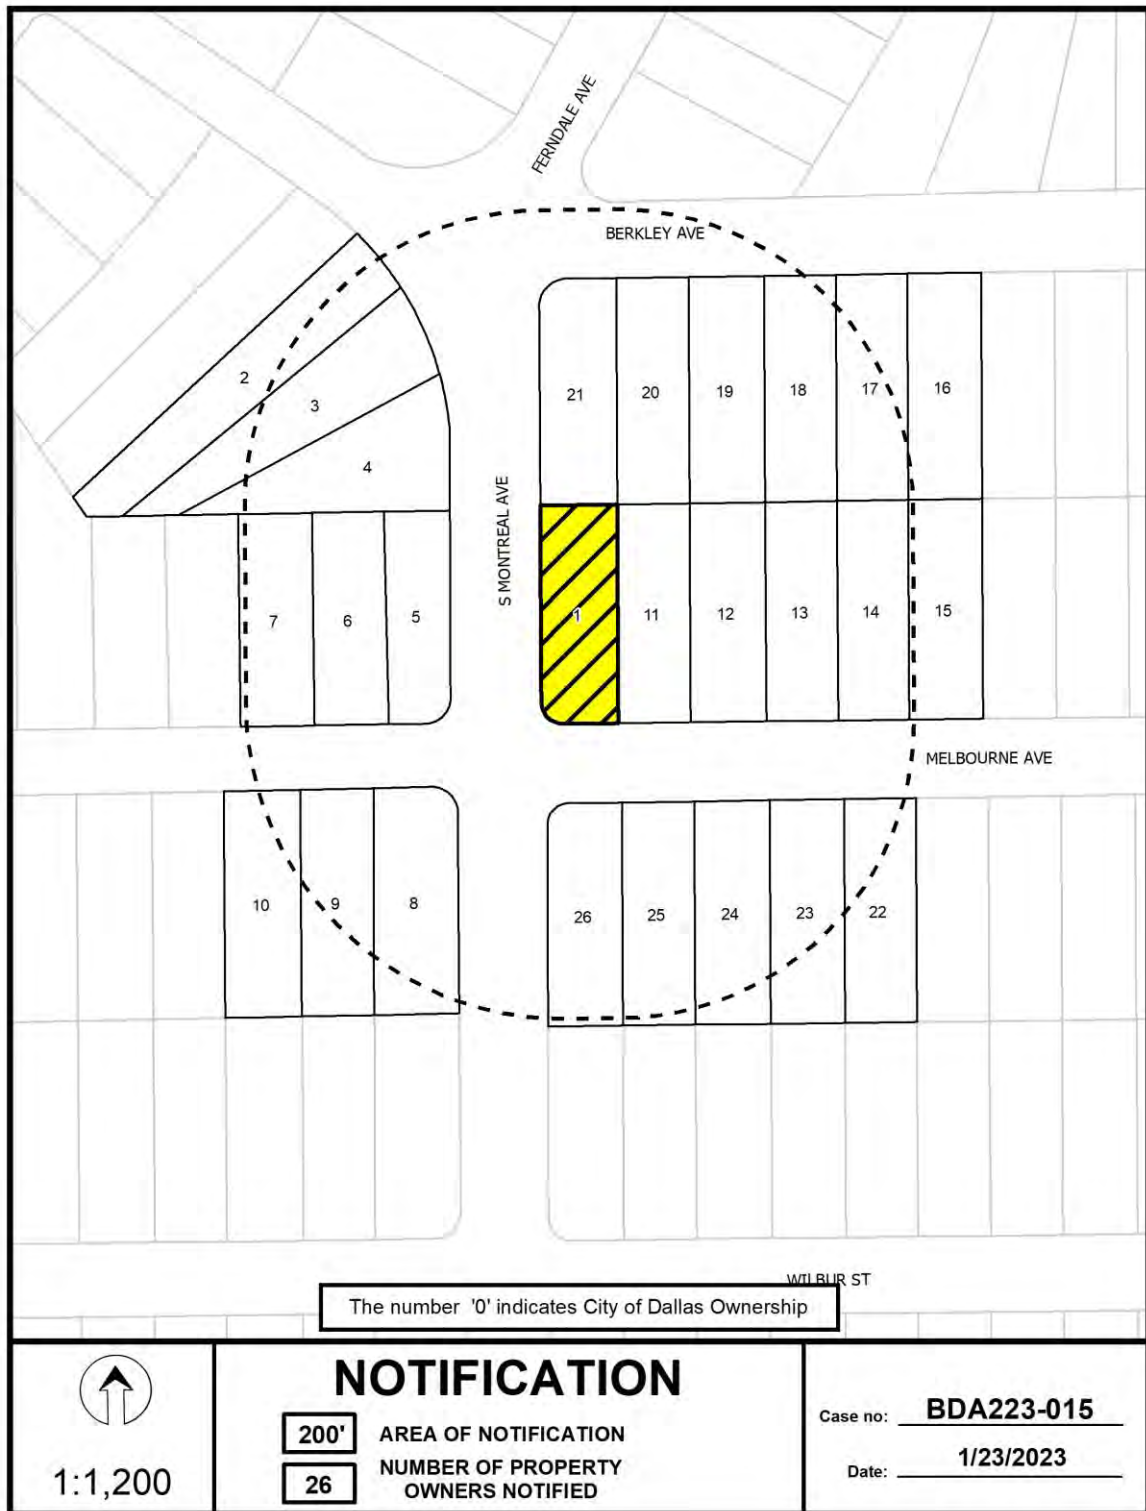 FERNDALE AVE
BERKLEY AVE
2
3
4
21
20
19
18
17
16
S MONTREAL AVE
7
6
5
1
11
12
13
14
15
MELBOURNE AVE
10
9
8
26
25
24
23
22
WILBUR ST
The number '0' indicates City of Dallas Ownership
1:1,200
NOTIFICATION
200' AREA OF NOTIFICATION
26 NUMBER OF PROPERTY
OWNERS NOTIFIED
Case no: BDA223-015
Date: 1/23/2023